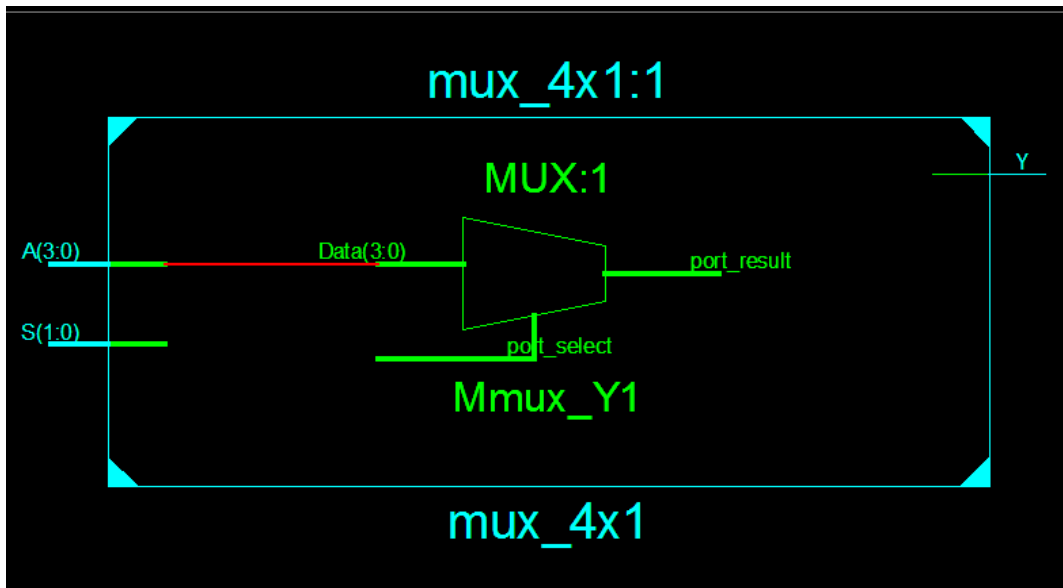 mux_4x1:1
MUX:1
Y
A(3:0)
Data(3:0)
port_result
S(1:0)
port_select
Mmux_Y1
mux_4x1